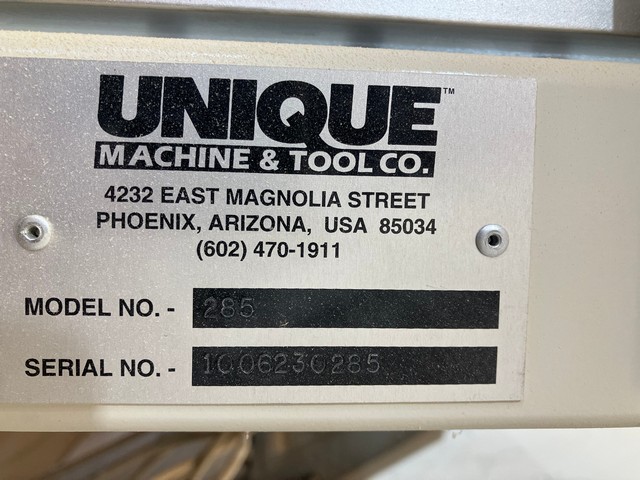 UNIQUE™
MACHINE & TOOL CO.
4232 EAST MAGNOLIA STREET
PHOENIX, ARIZONA, USA 85034
(602) 470-1911
MODEL NO. - 285
SERIAL NO. - 1006230285